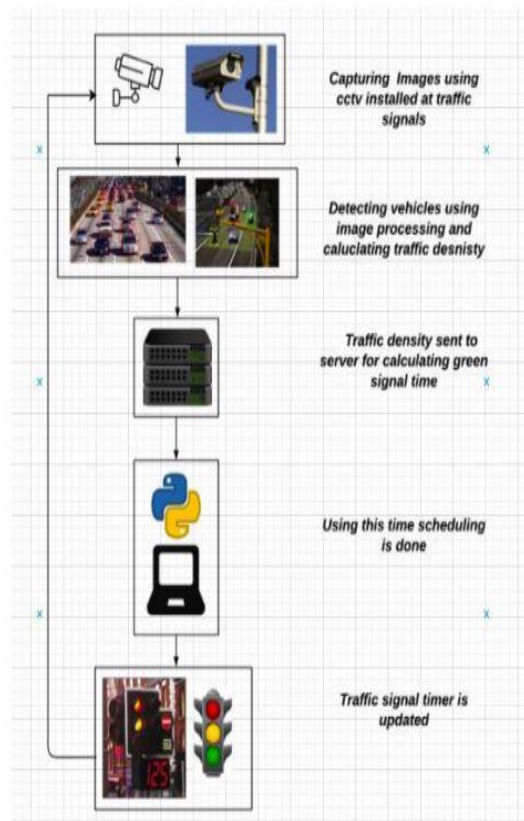 Capturing Images using
cctv installed at traffic
signals
Detecting vehicles using
image processing and
caluclating traffic desnisty
Traffic density sent to
server for calculating green
signal time
Using this time scheduling
is done
125
Traffic signal timer is
updated